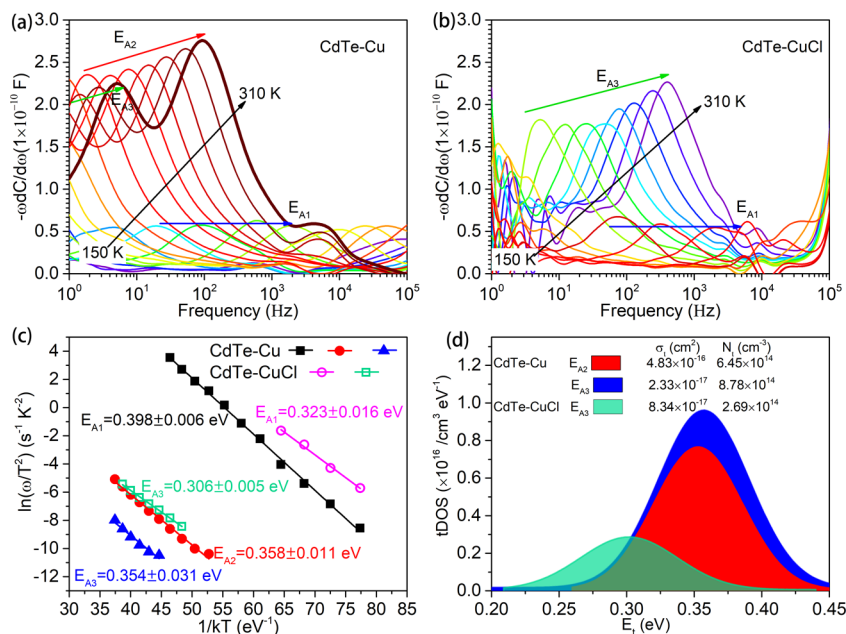 (a)
CdTe-Cu
E_A2
E_A3
310 K
E_A1
150 K
-ωdC/dω(1×10⁻¹⁰ F)
3.0
2.5
2.0
1.5
1.0
0.5
0.0
10⁰ 10¹ 10² 10³ 10⁴ 10⁵
Frequency (Hz)
(b)
CdTe-CuCl
E_A3
310 K
E_A1
150 K
-ωdC/dω(1×10⁻¹⁰ F)
3.0
2.5
2.0
1.5
1.0
0.5
0.0
10⁰ 10¹ 10² 10³ 10⁴ 10⁵
Frequency (Hz)
(c)
CdTe-Cu
CdTe-CuCl
E_A1=0.323±0.016 eV
E_A1=0.398±0.006 eV
E_A3=0.306±0.005 eV
E_A2=0.358±0.011 eV
E_A3=0.354±0.031 eV
ln(ω/T²) (s⁻¹ K⁻²)
4
2
0
-2
-4
-6
-8
-10
-12
30 35 40 45 50 55 60 65 70 75 80 85
1/kT (eV⁻¹)
(d)
σ_t (cm²) N_t (cm⁻³)
CdTe-Cu E_A2 4.83×10⁻¹⁶ 6.45×10¹⁴
E_A3 2.33×10⁻¹⁷ 8.78×10¹⁴
CdTe-CuCl E_A3 8.34×10⁻¹⁷ 2.69×10¹⁴
tDOS (×10¹⁶/cm³ eV⁻¹)
1.2
0.9
0.6
0.3
0.0
0.20 0.25 0.30 0.35 0.40 0.45
E_t (eV)